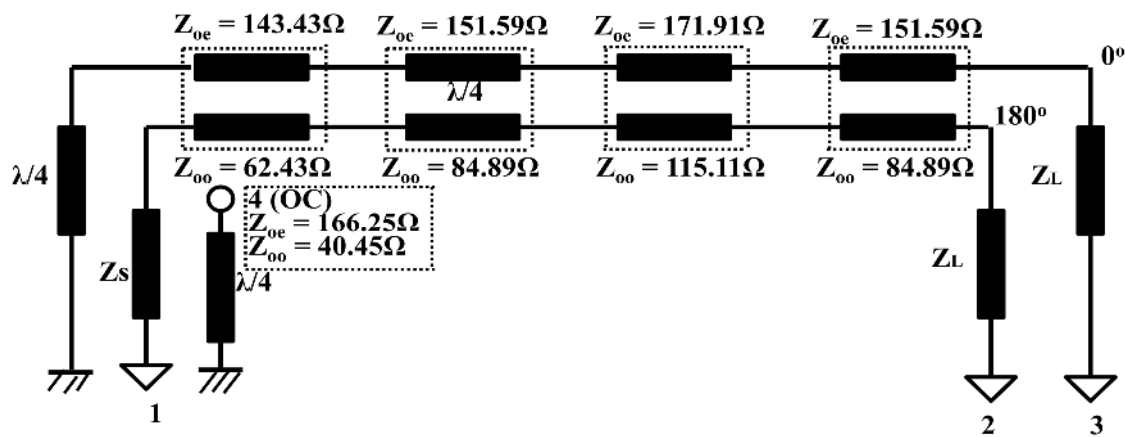 Zoe = 143.43Ω
Zoe = 151.59Ω
Zoe = 171.91Ω
Zoe = 151.59Ω
0°
λ/4
180°
Zoo = 62.43Ω
Zoo = 84.89Ω
Zoo = 115.11Ω
Zoo = 84.89Ω
λ/4
4 (OC)
Zoe = 166.25Ω
Zoo = 40.45Ω
ZL
Zs
λ/4
ZL
1
2
3